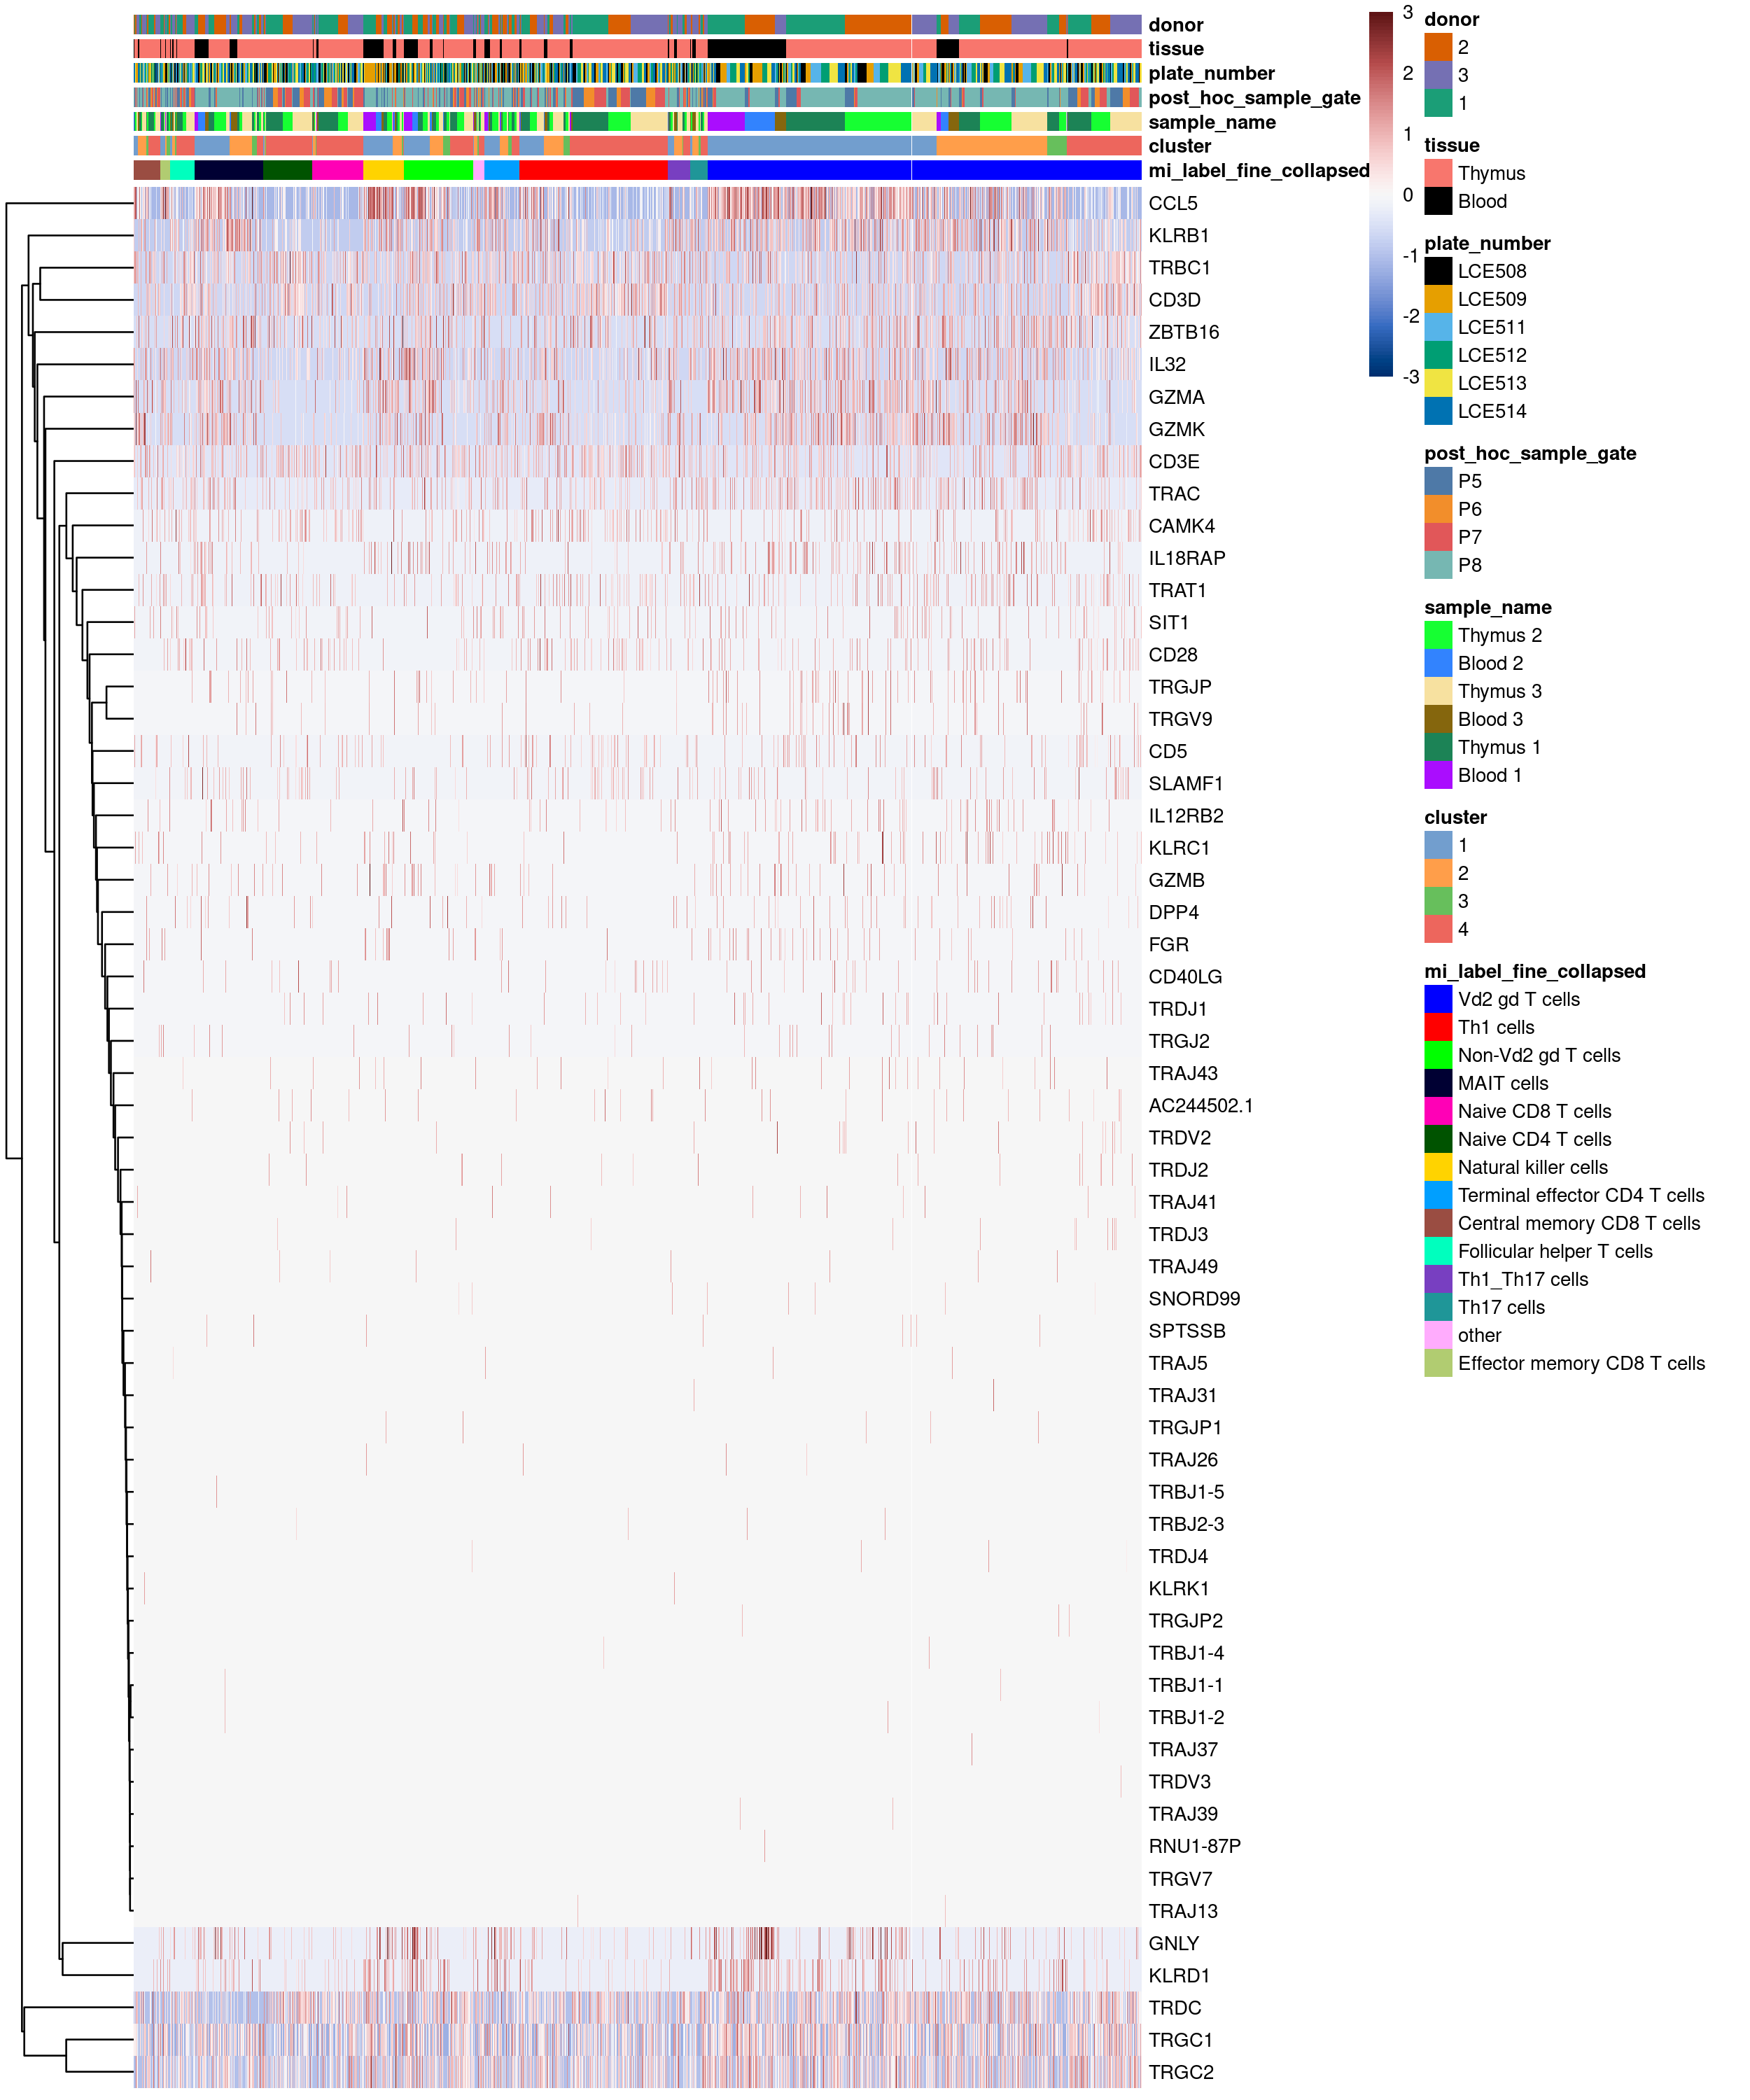 donor
tissue
plate_number
post_hoc_sample_gate
sample_name
cluster
mi_label_fine_collapsed
CCL5
KLRB1
TRBC1
CD3D
ZBTB16
IL32
GZMA
GZMK
CD3E
TRAC
CAMK4
IL18RAP
TRAT1
SIT1
CD28
TRGJP
TRGV9
CD5
SLAMF1
IL12RB2
KLRC1
GZMB
DPP4
FGR
CD40LG
TRDJ1
TRGJ2
TRAJ43
AC244502.1
TRDV2
TRDJ2
TRAJ41
TRDJ3
TRAJ49
SNORD99
SPTSSB
TRAJ5
TRAJ31
TRGJP1
TRAJ26
TRBJ1-5
TRBJ2-3
TRDJ4
KLRK1
TRGJP2
TRBJ1-4
TRBJ1-1
TRBJ1-2
TRAJ37
TRDV3
TRAJ39
RNU1-87P
TRGV7
TRAJ13
GNLY
KLRD1
TRDC
TRGC1
TRGC2
3
2
1
0
-1
-2
-3
donor
2
3
1
tissue
Thymus
Blood
plate_number
LCE508
LCE509
LCE511
LCE512
LCE513
LCE514
post_hoc_sample_gate
P5
P6
P7
P8
sample_name
Thymus 2
Blood 2
Thymus 3
Blood 3
Thymus 1
Blood 1
cluster
1
2
3
4
mi_label_fine_collapsed
Vd2 gd T cells
Th1 cells
Non-Vd2 gd T cells
MAIT cells
Naive CD8 T cells
Naive CD4 T cells
Natural killer cells
Terminal effector CD4 T cells
Central memory CD8 T cells
Follicular helper T cells
Th1_Th17 cells
Th17 cells
other
Effector memory CD8 T cells